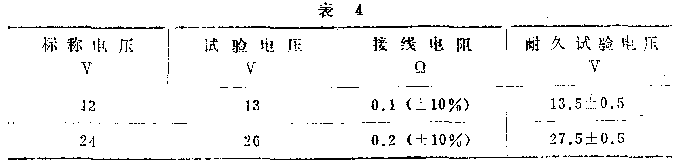 表 4
标称电压 试验电压 接线电阻 耐久试验电压
V V Ω V
12 13 0.1 (±10%) 13.5±0.5
24 26 0.2 (±10%) 27.5±0.5